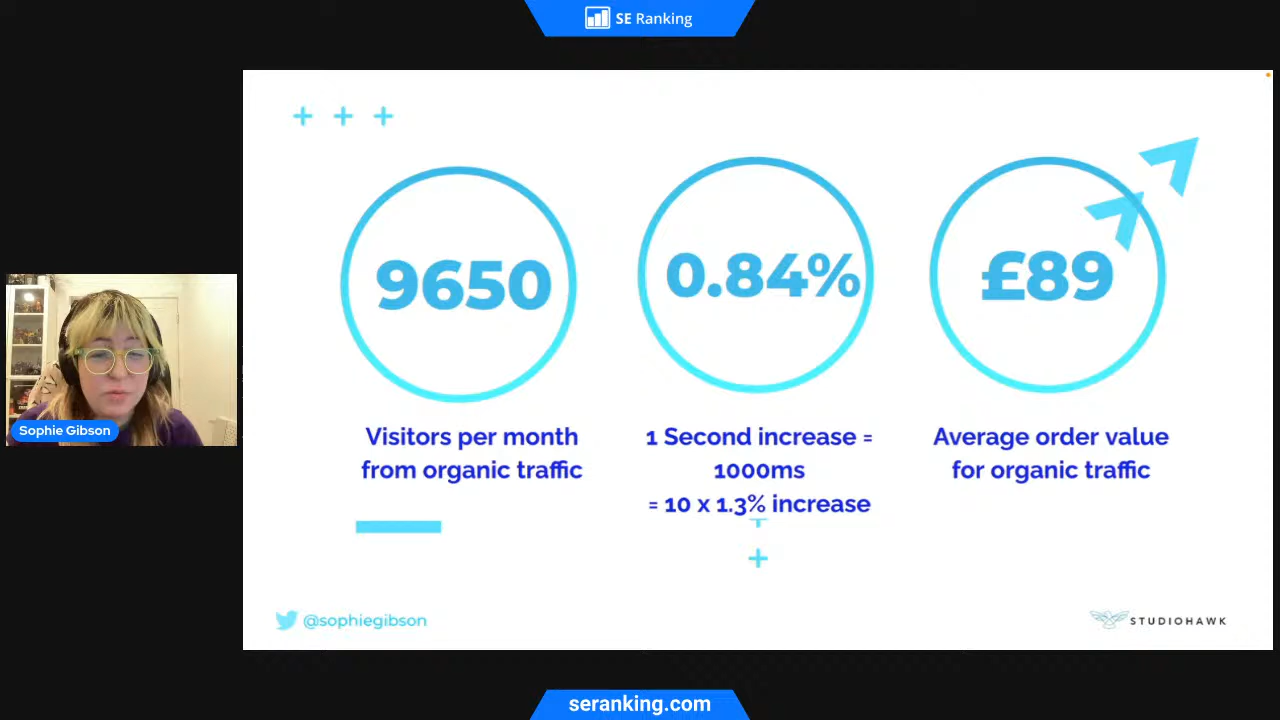 SE Ranking
9650
0.84%
£89
Visitors per month
from organic traffic
1 Second increase =
1000ms
= 10 x 1.3% increase
Average order value
for organic traffic
Sophie Gibson
@sophiegibson
STUDIOHAWK
seranking.com